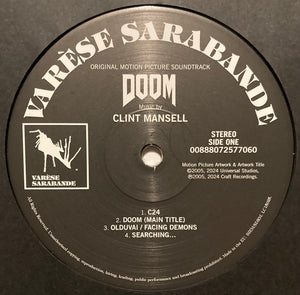 VARÈSE SARABANDE
ORIGINAL MOTION PICTURE SOUNDTRACK
DOOM
Music by
CLINT MANSELL
STEREO
SIDE ONE
00888072577060
Motion Picture Artwork & Artwork Title
©2005, 2024 Universal Studios,
℗2005, 2024 Craft Recordings.
VARÈSE
SARABANDE
1. C24
2. DOOM (MAIN TITLE)
3. OLDUVAI / FACING DEMONS
4. SEARCHING...